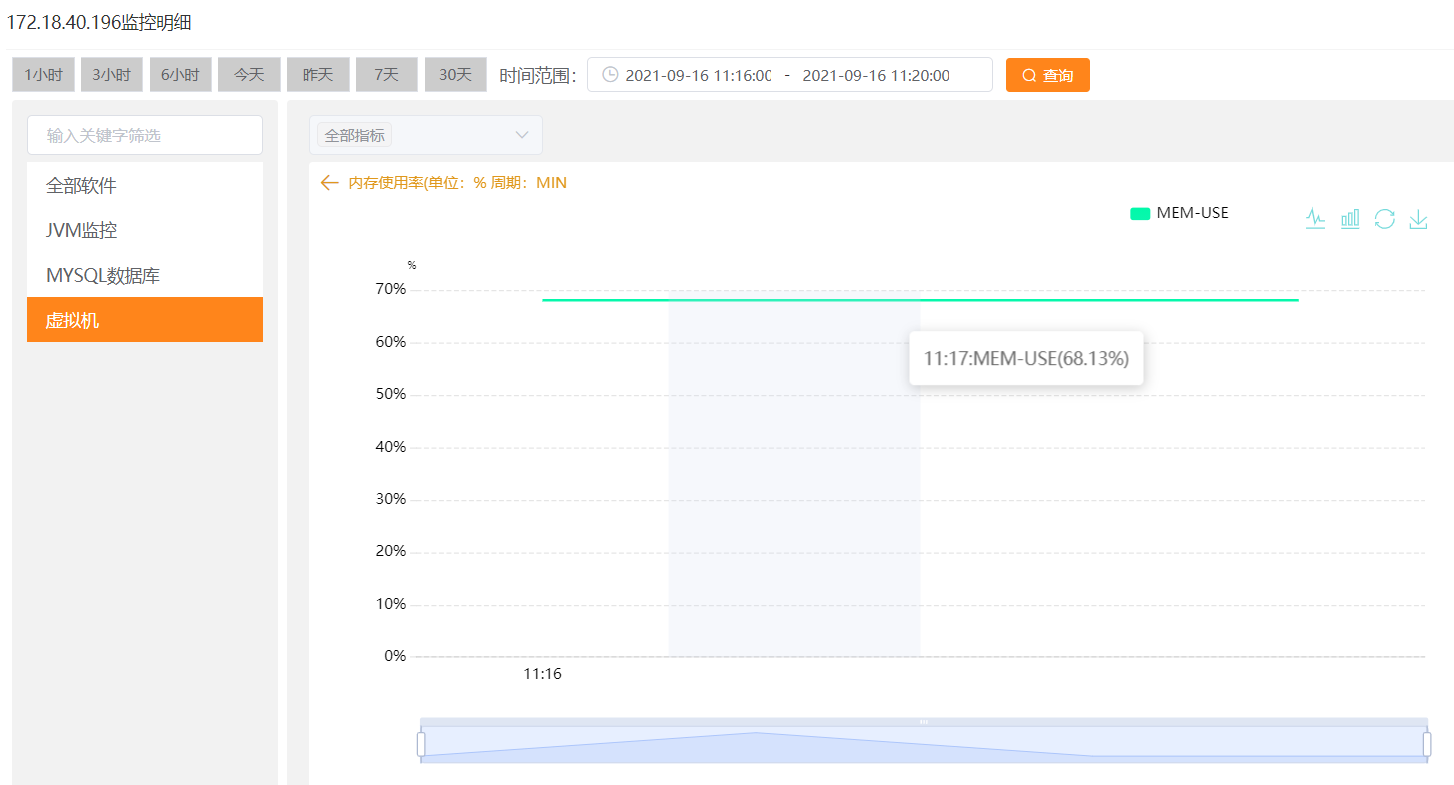 172.18.40.196监控明细
1小时 3小时 6小时 今天 昨天 7天 30天 时间范围： 2021-09-16 11:16:00 - 2021-09-16 11:20:00 查询
输入关键字筛选
全部指标
全部软件
JVM监控
MYSQL数据库
虚拟机
内存使用率(单位：% 周期：MIN
MEM-USE
%
70%
60%
11:17:MEM-USE(68.13%)
50%
40%
30%
20%
10%
0%
11:16